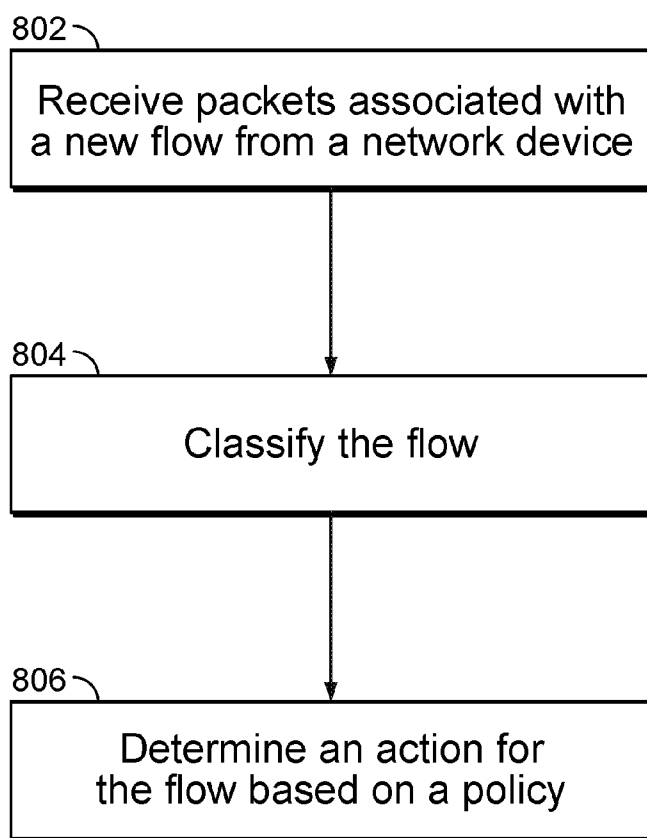 802
Receive packets associated with
a new flow from a network device
804
Classify the flow
806
Determine an action for
the flow based on a policy